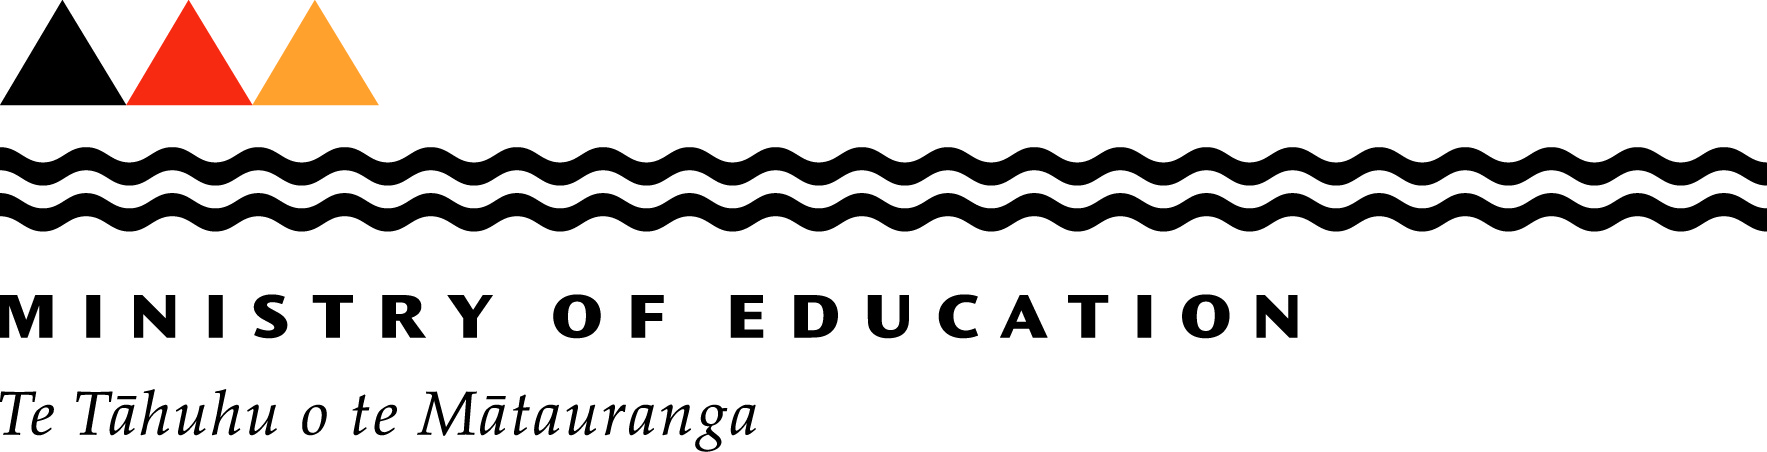 MINISTRY OF EDUCATION
Te Tāhuhu o te Mātauranga